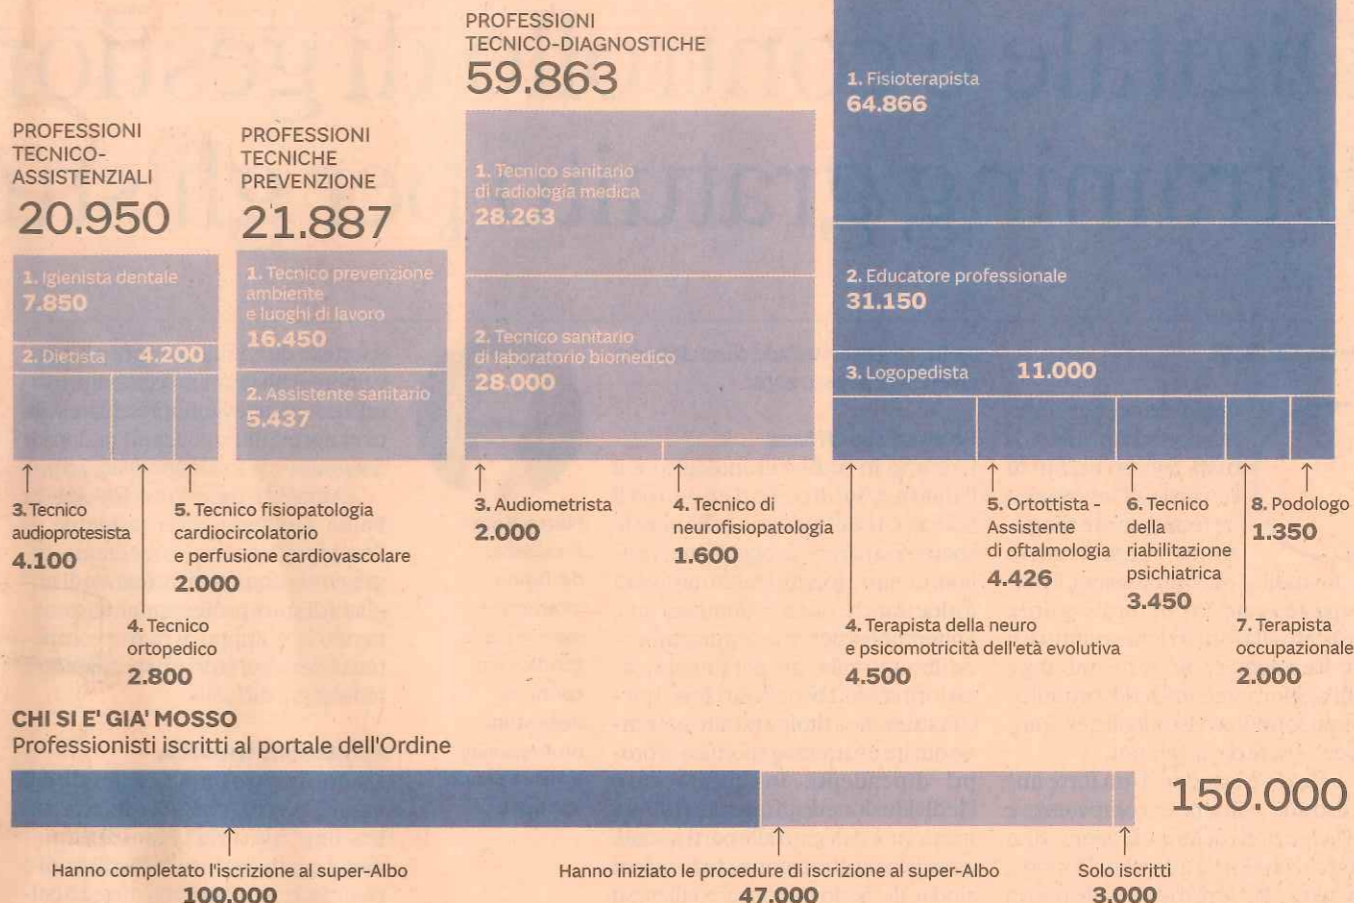 PROFESSIONI
TECNICO-
ASSISTENZIALI
20.950
1. Igienista dentale
7.850
2. Dietista 4.200
3. Tecnico
audioprotesista
4.100
4. Tecnico
ortopedico
2.800
5. Tecnico fisiopatologia
cardiocircolatorio
e perfusione cardiovascolare
2.000
PROFESSIONI
TECNICHE
PREVENZIONE
21.887
1. Tecnico prevenzione
ambiente
e luoghi di lavoro
16.450
2. Assistente sanitario
5.437
PROFESSIONI
TECNICO-DIAGNOSTICHE
59.863
1. Tecnico sanitario
di radiologia medica
28.263
2. Tecnico sanitario
di laboratorio biomedico
28.000
3. Audiometrista
2.000
4. Tecnico di
neurofisiopatologia
1.600
1. Fisioterapista
64.866
2. Educatore professionale
31.150
3. Logopedista 11.000
4. Terapista della neuro
e psicomotricità dell'età evolutiva
4.500
5. Ortottista -
Assistente
di oftalmologia
4.426
6. Tecnico
della
riabilitazione
psichiatrica
3.450
7. Terapista
occupazionale
2.000
8. Podologo
1.350
CHI SI E' GIA' MOSSO
Professionisti iscritti al portale dell'Ordine
150.000
Hanno completato l'iscrizione al super-Albo
100.000
Hanno iniziato le procedure di iscrizione al super-Albo
47.000
Solo iscritti
3.000